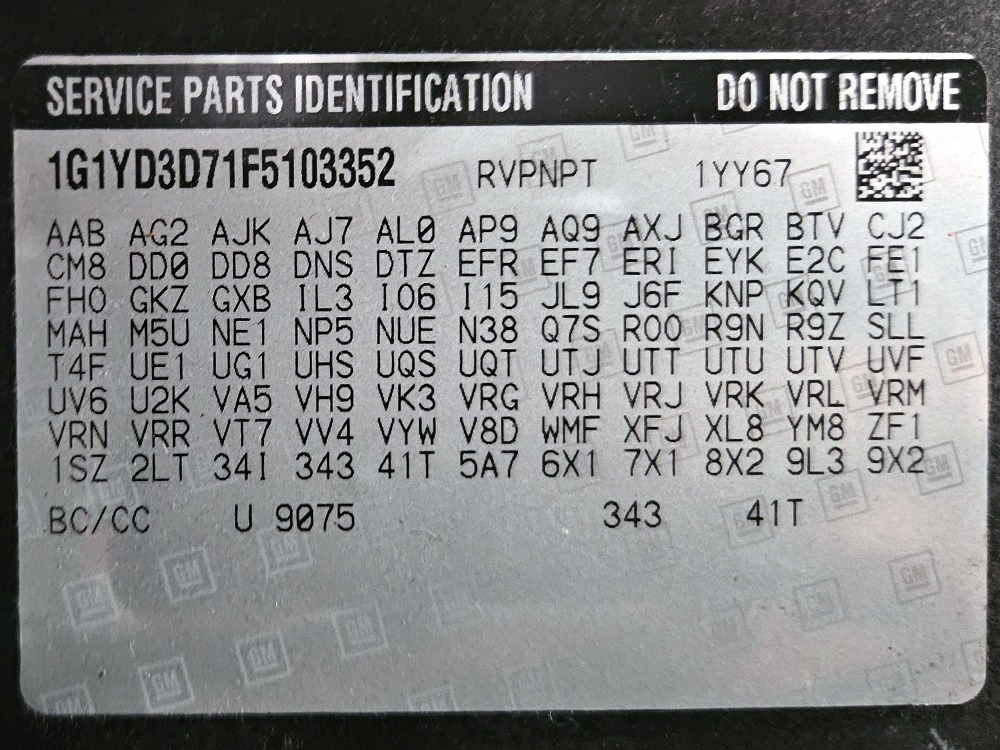 SERVICE PARTS IDENTIFICATION DO NOT REMOVE
1G1YD3D71F5103352 RVPNPT 1YY67
AAB AG2 AJK AJ7 AL0 AP9 AQ9 AXJ BGR BTV CJ2
CM8 DD0 DD8 DNS DTZ EFR EF7 ERI EYK E2C FE1
FHO GKZ GXB IL3 I06 I15 JL9 J6F KNP KQV LT1
MAH M5U NE1 NP5 NUE N38 Q7S R00 R9N R9Z SLL
T4F UE1 UG1 UHS UQS UQT UTJ UTT UTU UTV UVF
UV6 U2K VA5 VH9 VK3 VRG VRH VRJ VRK VRL VRM
VRN VRR VT7 VV4 VYW V8D WMF XFJ XL8 YM8 ZF1
1SZ 2LT 34I 343 41T 5A7 6X1 7X1 8X2 9L3 9X2
BC/CC U 9075 343 41T